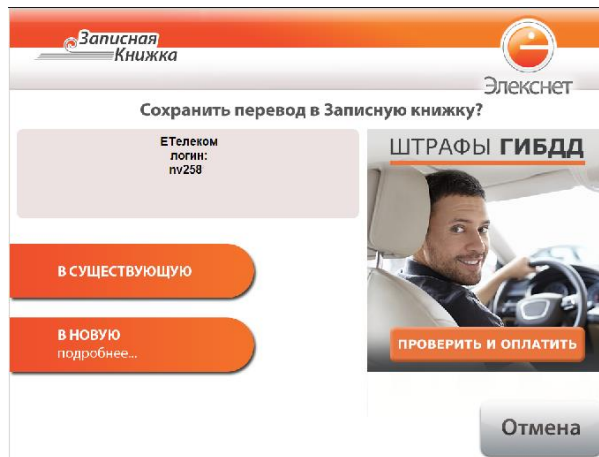 Записная
Книжка
Элекснет
Сохранить перевод в Записную книжку?
ЕТелеком
логин:
nv258
ШТРАФЫ ГИБДД
В СУЩЕСТВУЮЩУЮ
В НОВУЮ
подробнее...
ПРОВЕРИТЬ И ОПЛАТИТЬ
Отмена